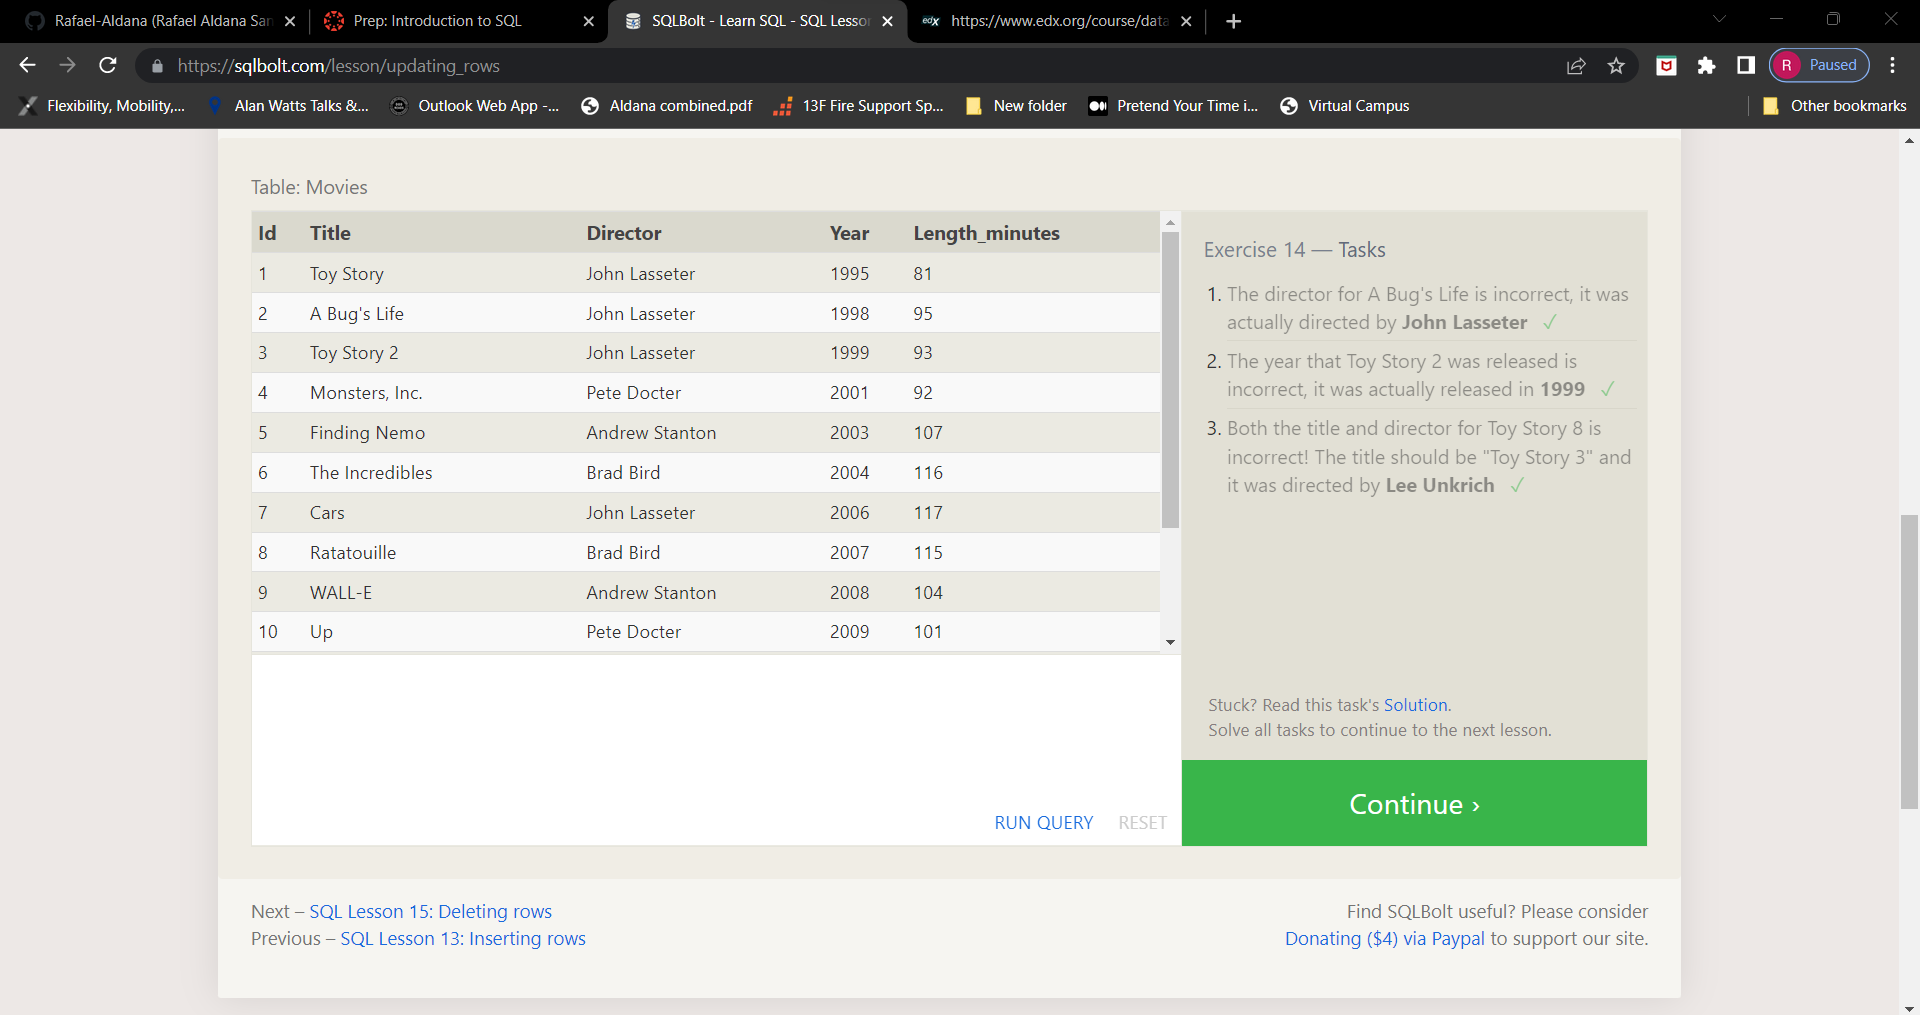 Rafael-Aldana (Rafael Aldana San
Prep: Introduction to SQL
SQLBolt - Learn SQL - SQL Lesson
edX https://www.edx.org/course/data
https://sqlbolt.com/lesson/updating_rows
R Paused
Flexibility, Mobility,...
Alan Watts Talks &...
Outlook Web App -...
Aldana combined.pdf
13F Fire Support Sp...
New folder
Pretend Your Time i...
Virtual Campus
Other bookmarks
Table: Movies
Id Title Director Year Length_minutes
1 Toy Story John Lasseter 1995 81
2 A Bug's Life John Lasseter 1998 95
3 Toy Story 2 John Lasseter 1999 93
4 Monsters, Inc. Pete Docter 2001 92
5 Finding Nemo Andrew Stanton 2003 107
6 The Incredibles Brad Bird 2004 116
7 Cars John Lasseter 2006 117
8 Ratatouille Brad Bird 2007 115
9 WALL-E Andrew Stanton 2008 104
10 Up Pete Docter 2009 101
RUN QUERY RESET
Exercise 14 — Tasks
1. The director for A Bug's Life is incorrect, it was
actually directed by John Lasseter ✓
2. The year that Toy Story 2 was released is
incorrect, it was actually released in 1999 ✓
3. Both the title and director for Toy Story 8 is
incorrect! The title should be "Toy Story 3" and
it was directed by Lee Unkrich ✓
Stuck? Read this task's Solution.
Solve all tasks to continue to the next lesson.
Continue ›
Next – SQL Lesson 15: Deleting rows
Previous – SQL Lesson 13: Inserting rows
Find SQLBolt useful? Please consider
Donating ($4) via Paypal to support our site.